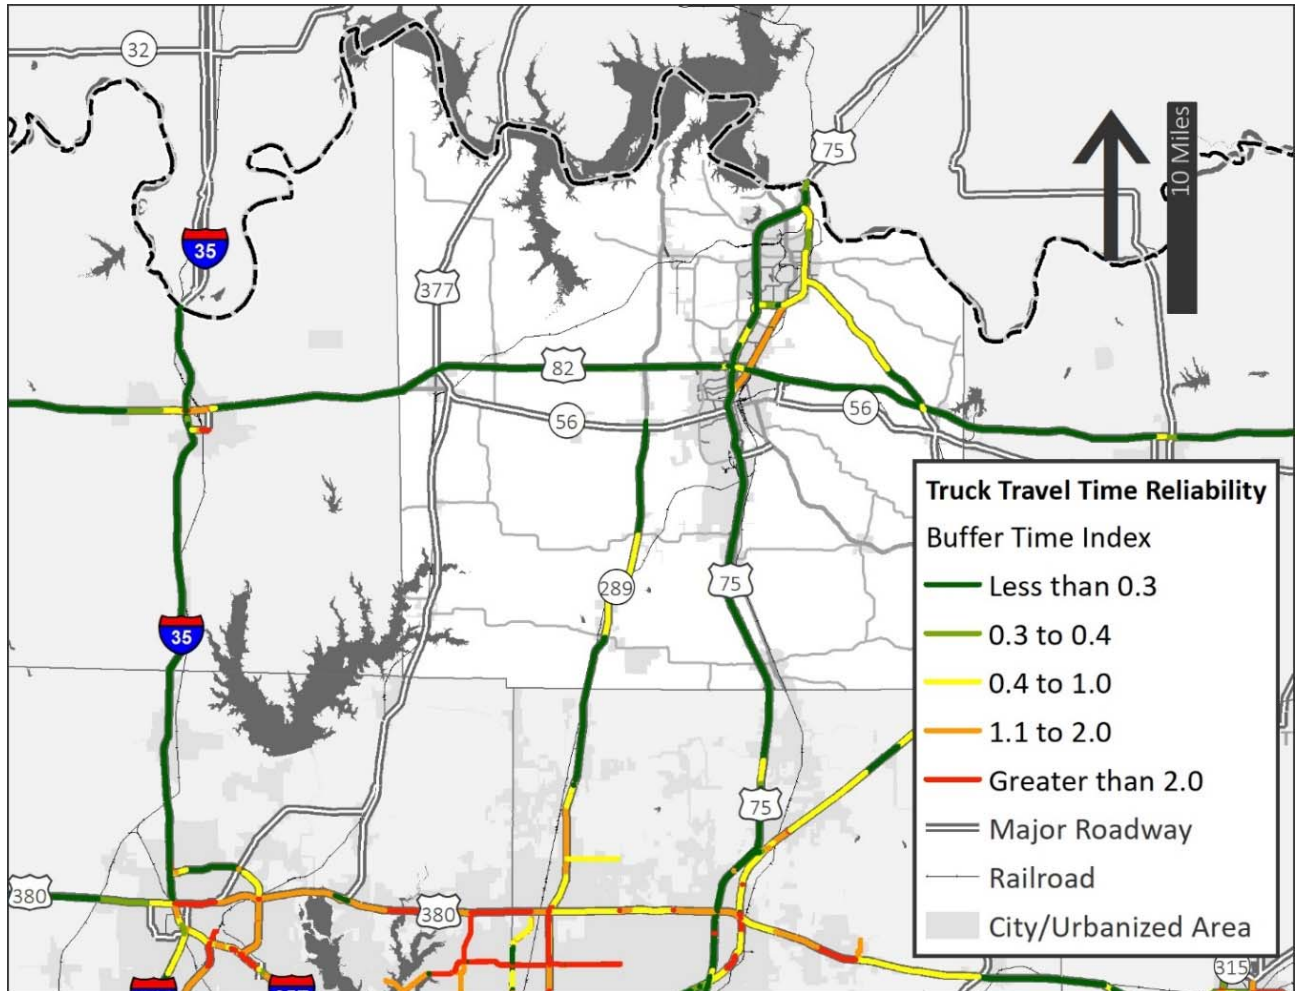 32
75
10 Miles
35
377
82
56
56
Truck Travel Time Reliability
Buffer Time Index
Less than 0.3
0.3 to 0.4
0.4 to 1.0
1.1 to 2.0
Greater than 2.0
Major Roadway
Railroad
City/Urbanized Area
289
75
35
75
380
380
315